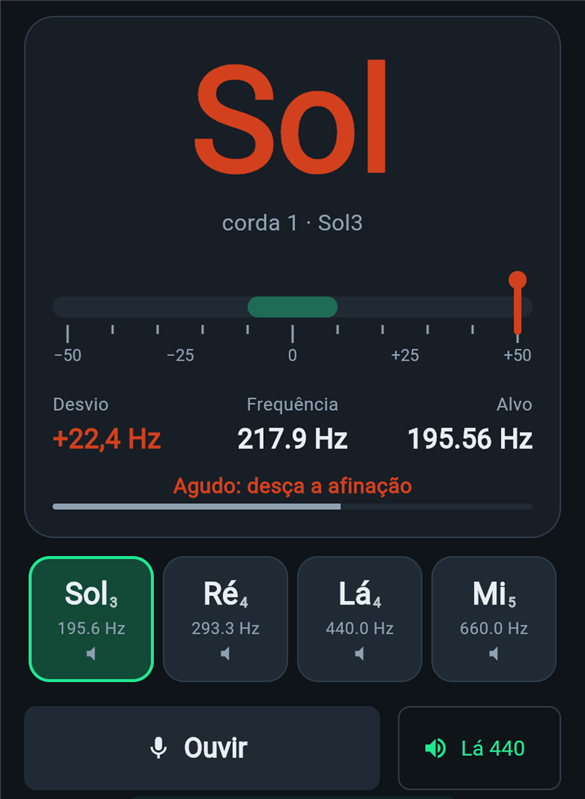 Sol
corda 1 · Sol3
−50 −25 0 +25 +50
Desvio Frequência Alvo
+22,4 Hz 217.9 Hz 195.56 Hz
Agudo: desça a afinação
Sol₃ Ré₄ Lá₄ Mi₅
195.6 Hz 293.3 Hz 440.0 Hz 660.0 Hz
Ouvir Lá 440